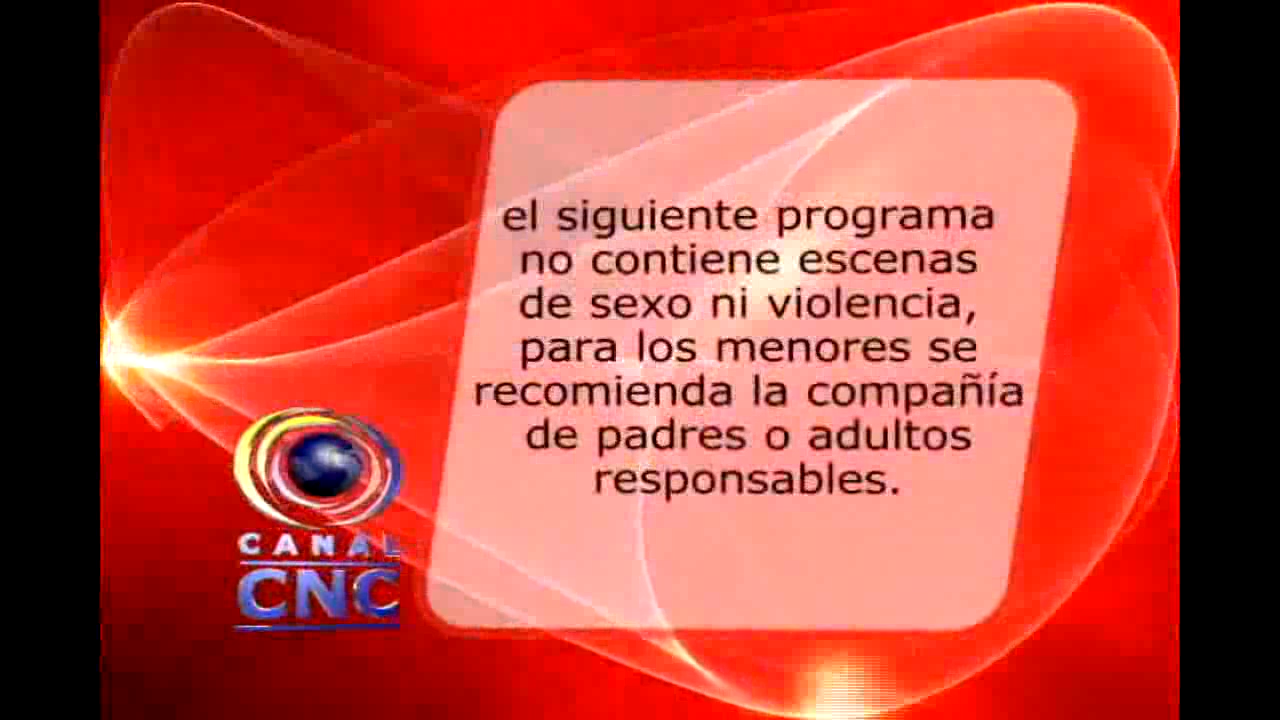 el siguiente programa
no contiene escenas
de sexo ni violencia,
para los menores se
recomienda la compañía
de padres o adultos
responsables.
CANAL
CNC